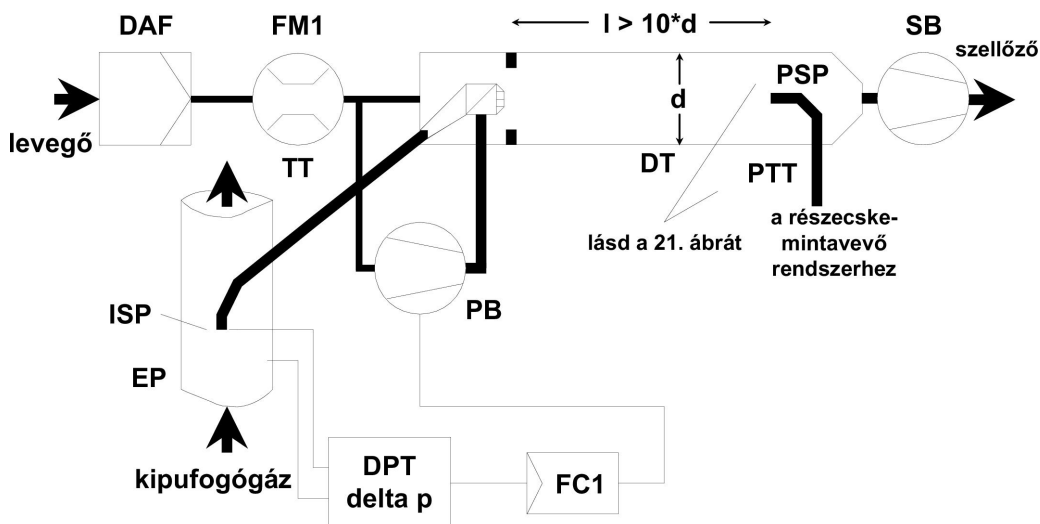 DAF
FM1
l > 10*d
SB
szellőző
PSP
d
levegő
TT
DT
PTT
lásd a 21. ábrát
a részecske-
mintavevő
rendszerhez
ISP
PB
EP
kipufogógáz
DPT
delta p
FC1